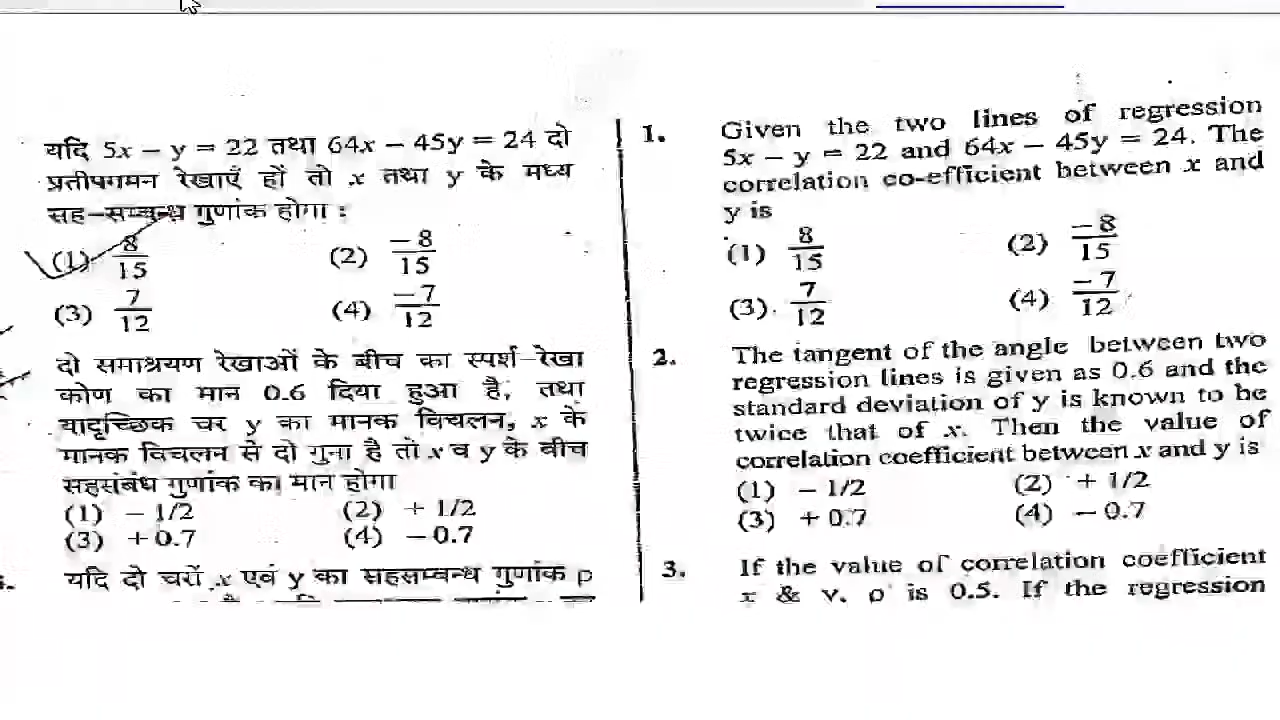 यदि 5x – y = 22 तथा 64x – 45y = 24 दो
प्रतीपगमन रेखाएँ हों तो x तथा y के मध्य
सह-सम्बन्ध गुणांक होगा :
(1) 8/15 (2) –8/15
(3) 7/12 (4) –7/12
दो समाश्रयण रेखाओं के बीच का स्पर्श-रेखा
कोण का मान 0.6 दिया हुआ है, तथा
यादृच्छिक चर y का मानक विचलन, x के
मानक विचलन से दो गुना है तो x व y के बीच
सहसंबंध गुणांक का मान होगा
(1) – 1/2 (2) + 1/2
(3) +0.7 (4) –0.7
यदि दो चरों x एवं y का सहसम्बन्ध गुणांक ρ
1. Given the two lines of regression
5x – y = 22 and 64x – 45y = 24. The
correlation co-efficient between x and
y is
(1) 8/15 (2) –8/15
(3) 7/12 (4) –7/12
2. The tangent of the angle between two
regression lines is given as 0.6 and the
standard deviation of y is known to be
twice that of x. Then the value of
correlation coefficient between x and y is
(1) – 1/2 (2) + 1/2
(3) +0.7 (4) –0.7
3. If the value of correlation coefficient
x & y, ρ is 0.5. If the regression